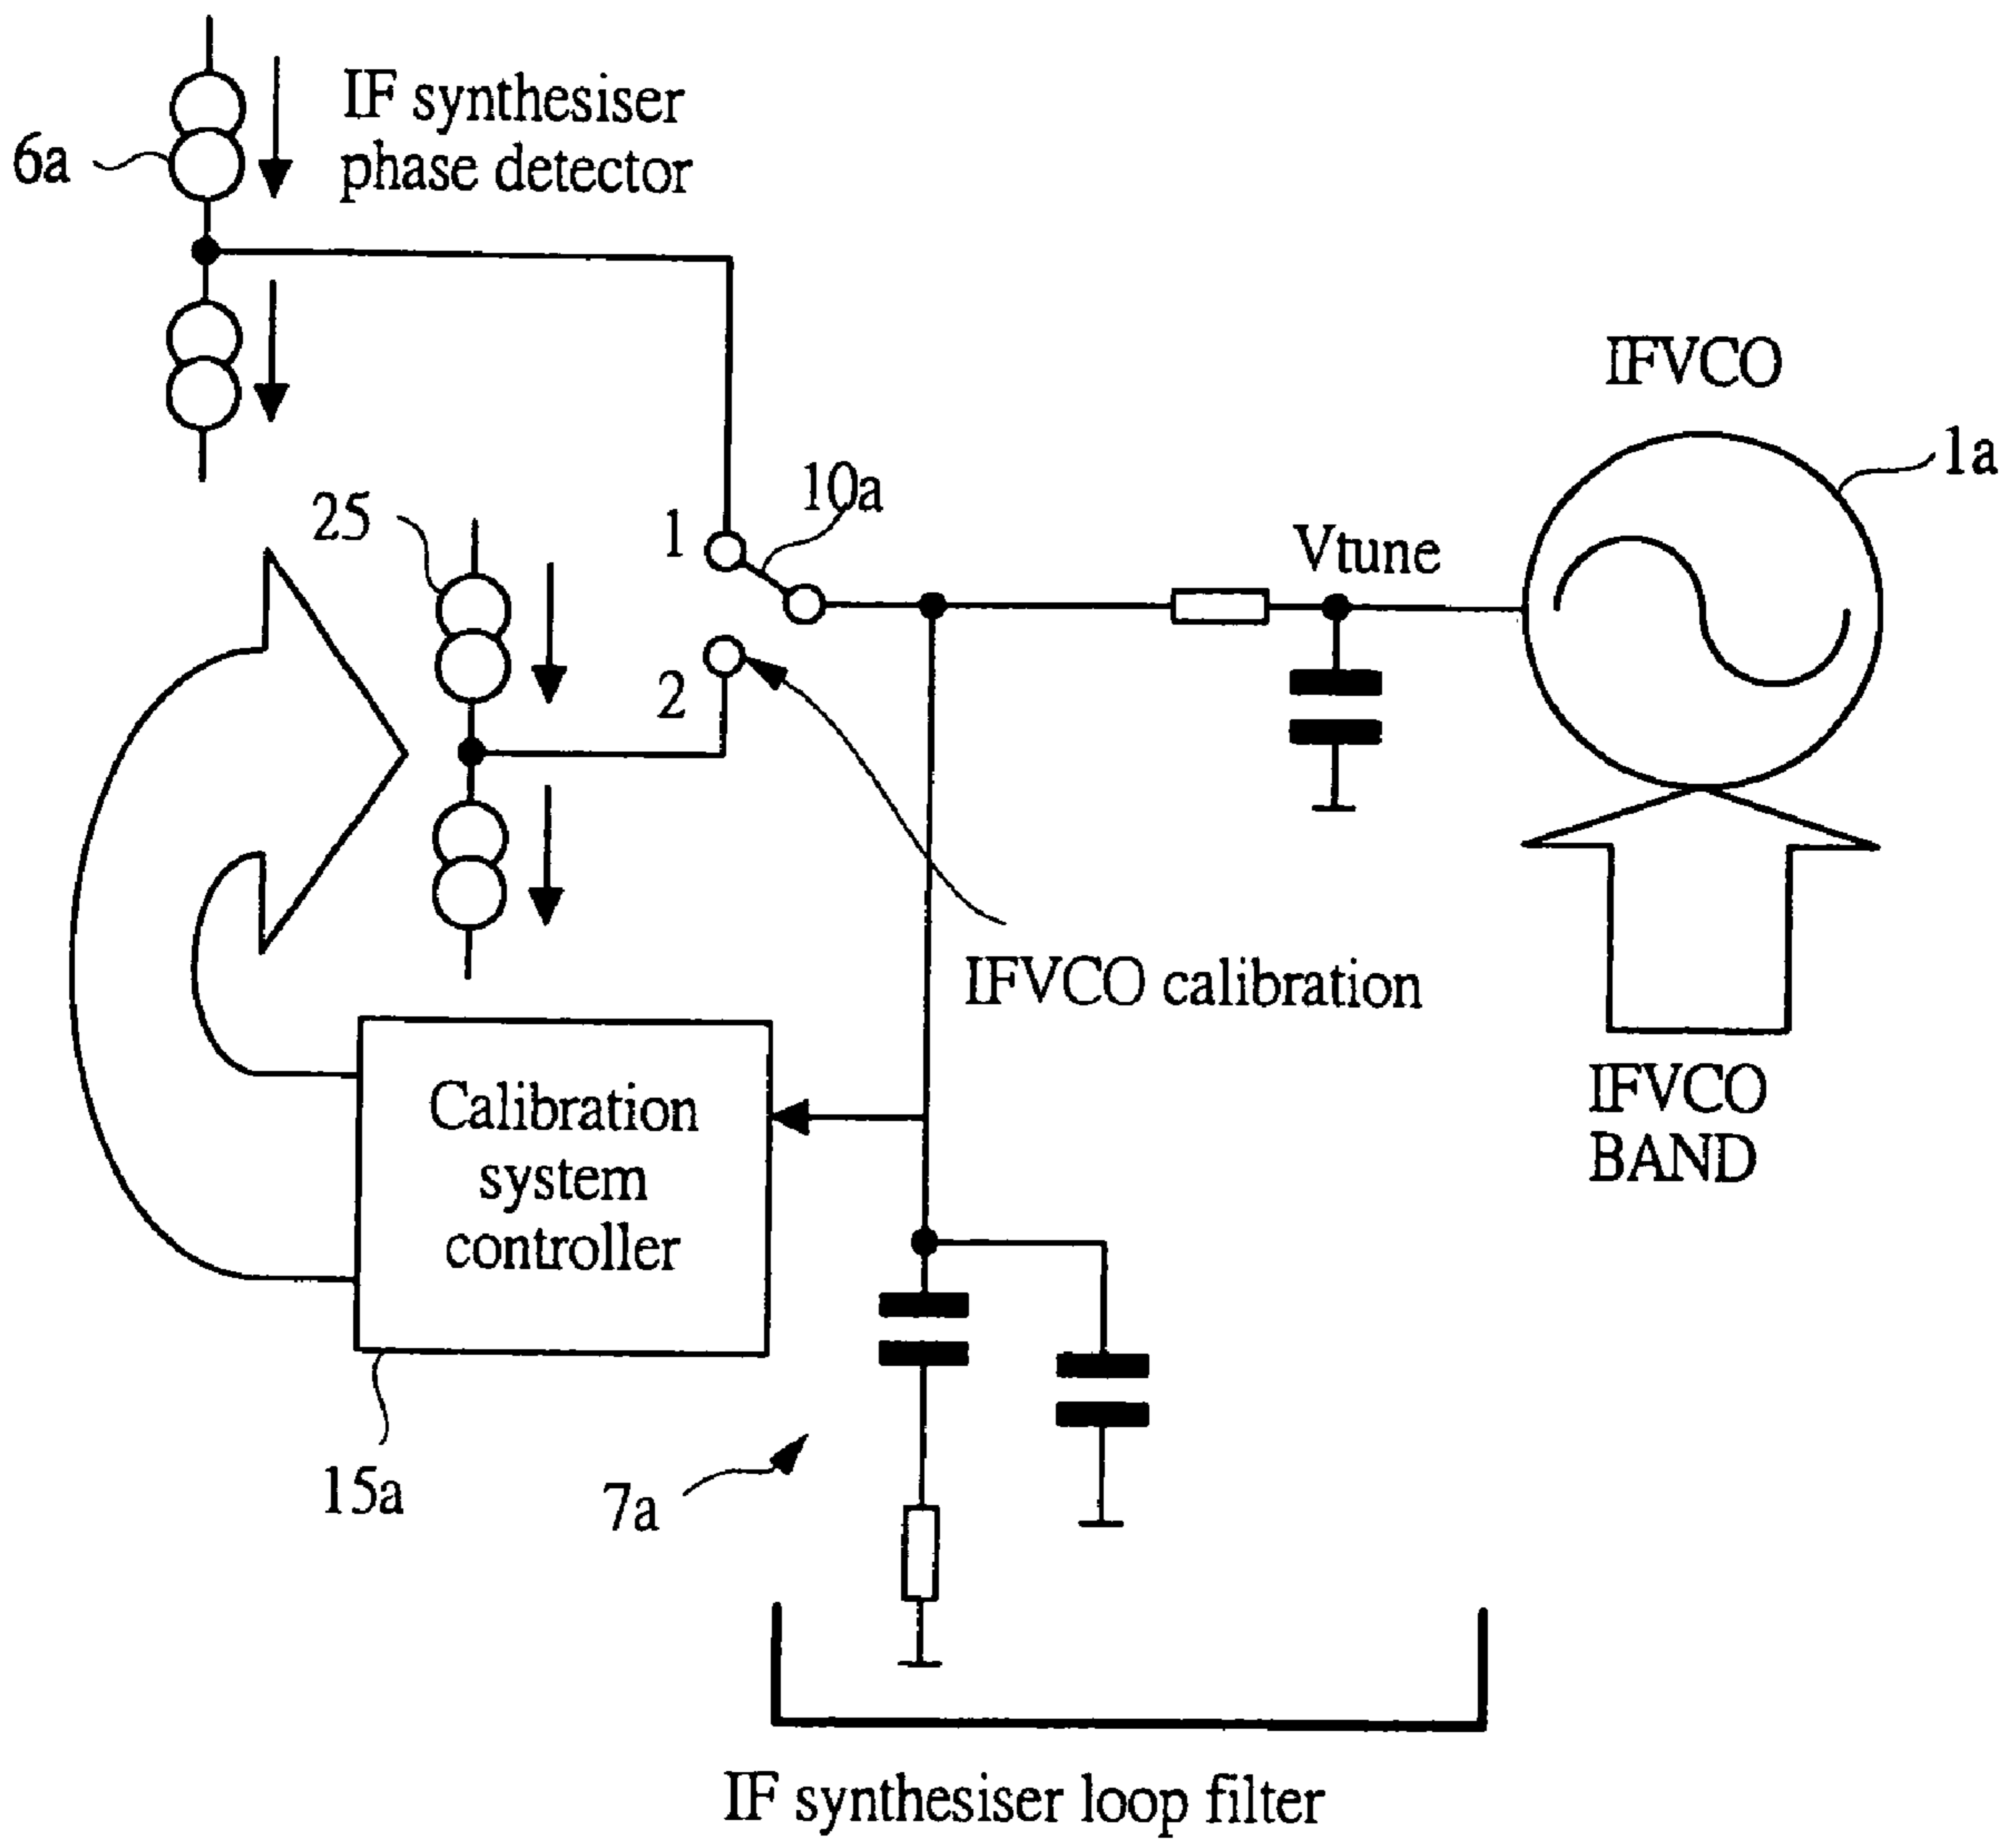 IF synthesiser
phase detector
6a
IFVCO
1a
10a
25
1
Vtune
2
IFVCO calibration
Calibration
system
controller
IFVCO
BAND
15a
7a
IF synthesiser loop filter